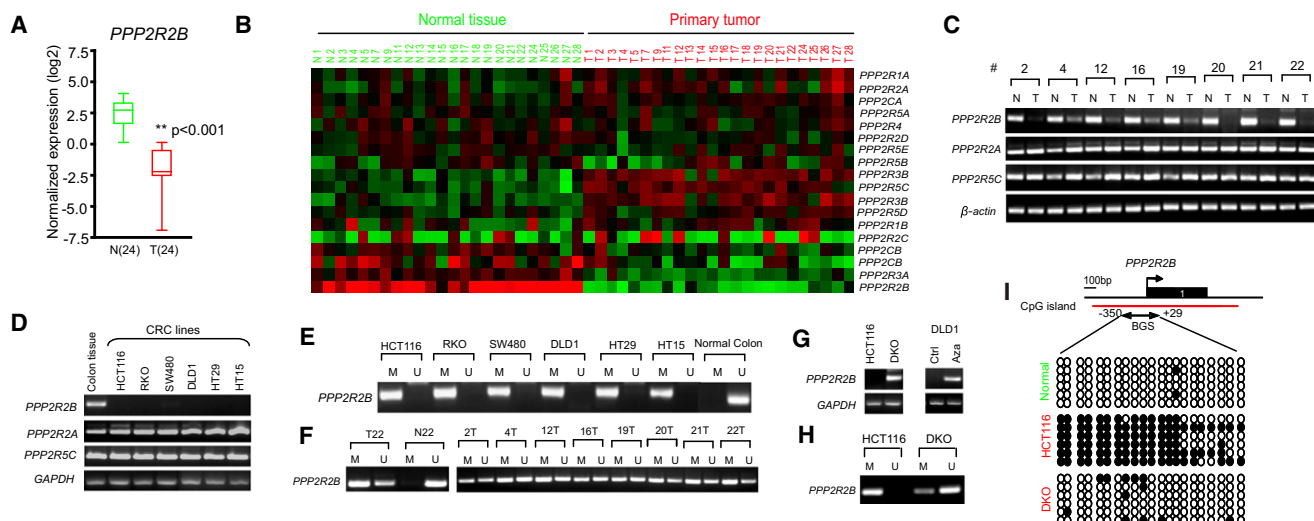 A
PPP2R2B
Normalized expression (log2)
5.0
2.5
0.0
-2.5
-5.0
-7.5
** p<0.001
N(24) T(24)
B
Normal tissue Primary tumor
PPP2R1A
PPP2R2A
PPP2CA
PPP2R5A
PPP2R4
PPP2R2D
PPP2R5E
PPP2R5B
PPP2R3B
PPP2R5C
PPP2R3B
PPP2R5D
PPP2R1B
PPP2R2C
PPP2CB
PPP2CB
PPP2R3A
PPP2R2B
C
# 2 4 12 16 19 20 21 22
N T N T N T N T N T N T N T N T
PPP2R2B
PPP2R2A
PPP2R5C
β-actin
D
CRC lines
Colon tissue HCT116 RKO SW480 DLD1 HT29 HT15
PPP2R2B
PPP2R2A
PPP2R5C
GAPDH
E
HCT116 RKO SW480 DLD1 HT29 HT15 Normal Colon
M U M U M U M U M U M U M U
PPP2R2B
F
T22 N22 2T 4T 12T 16T 19T 20T 21T 22T
M U M U M U M U M U M U M U M U M U M U
PPP2R2B
G
HCT116 DKO
DLD1
Ctrl Aza
PPP2R2B
GAPDH
H
HCT116 DKO
M U M U
PPP2R2B
I
PPP2R2B
100bp
1
CpG island
-350 +29
BGS
Normal
HCT116
DKO